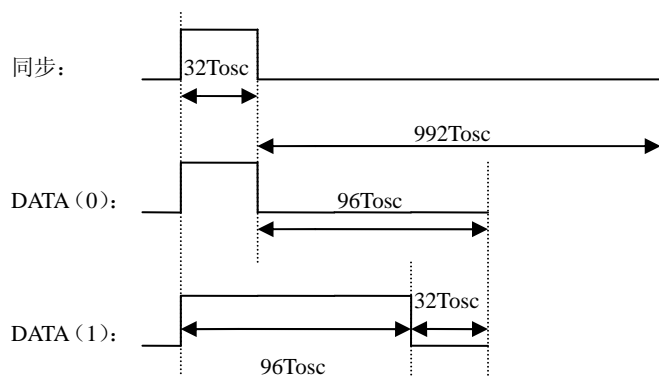 同步：
32Tosc
992Tosc
DATA（0）：
96Tosc
32Tosc
DATA（1）：
96Tosc